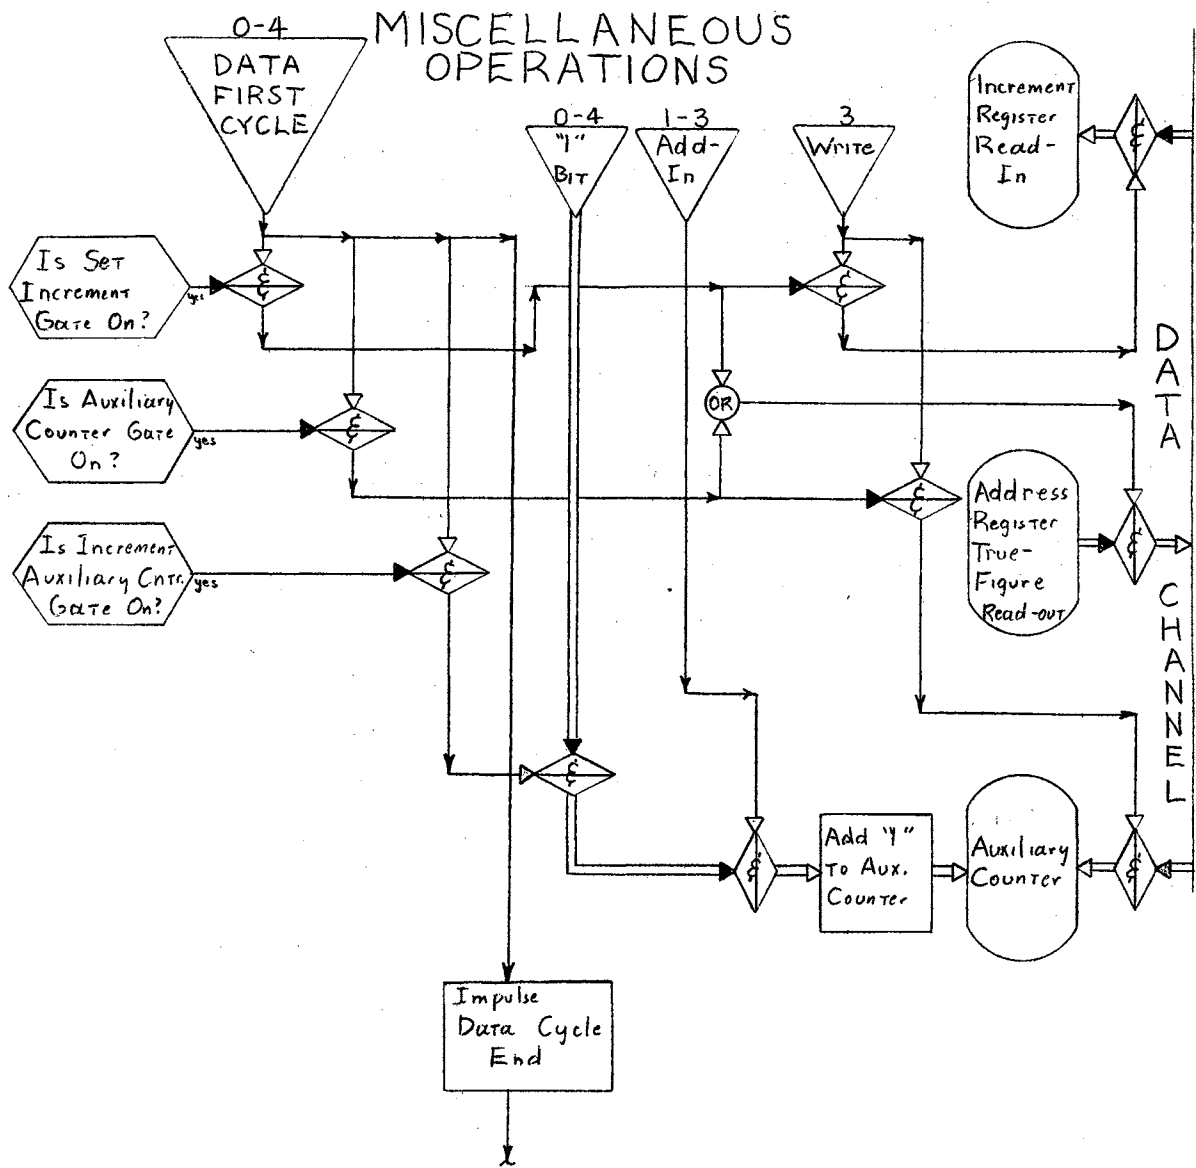 MISCELLANEOUS
OPERATIONS
0-4
DATA
FIRST
CYCLE
0-4
"1"
BIT
1-3
Add-
In
3
Write
Increment
Register
Read-
In
&
Is Set
Increment
Gate On?
yes
&
&
Is Auxiliary
Counter Gate
On?
yes
&
OR
&
Address
Register
True-
Figure
Read-out
&
Is Increment
Auxiliary Cntr.
Gate On?
yes
&
DATA
CHANNEL
&
&
Add "1"
to Aux.
Counter
Auxiliary
Counter
&
Impulse
Data Cycle
End